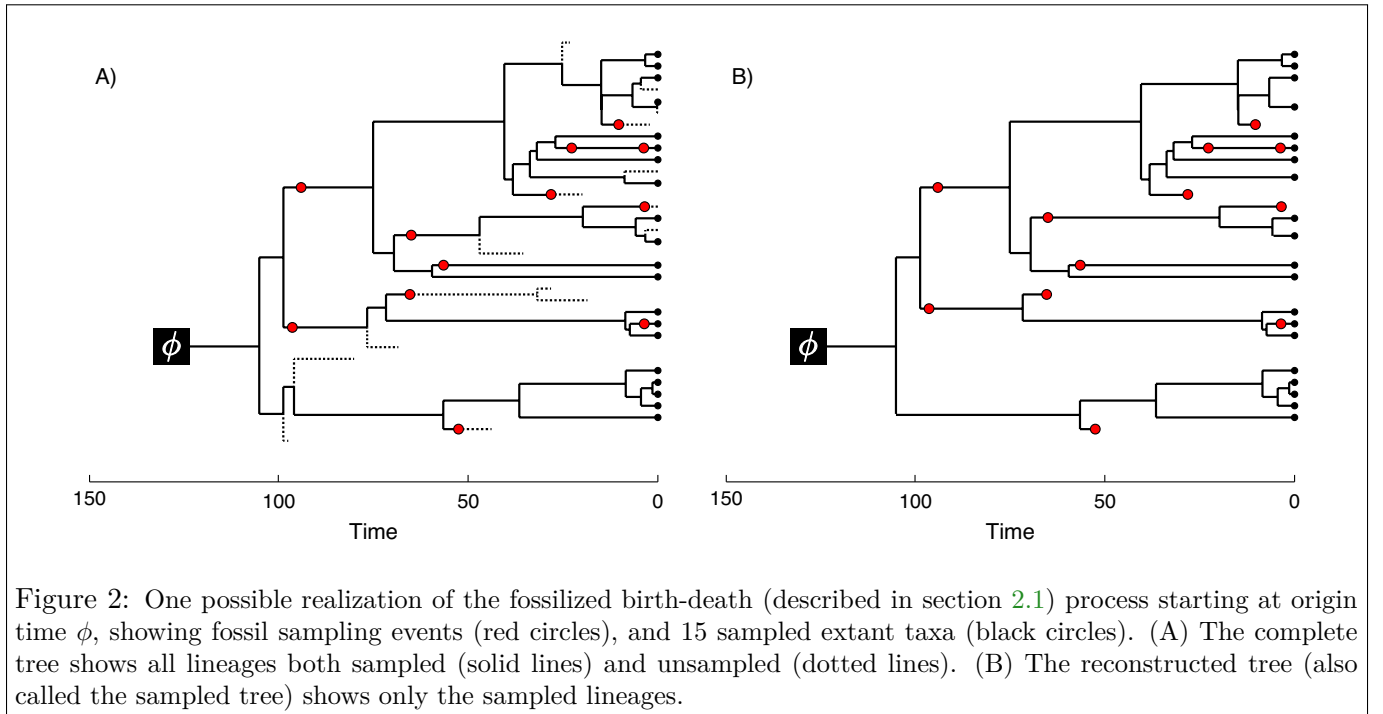 A)
B)
ϕ
ϕ
150 100 50 0
Time
150 100 50 0
Time
Figure 2: One possible realization of the fossilized birth-death (described in section 2.1) process starting at origin
time ϕ, showing fossil sampling events (red circles), and 15 sampled extant taxa (black circles). (A) The complete
tree shows all lineages both sampled (solid lines) and unsampled (dotted lines). (B) The reconstructed tree (also
called the sampled tree) shows only the sampled lineages.